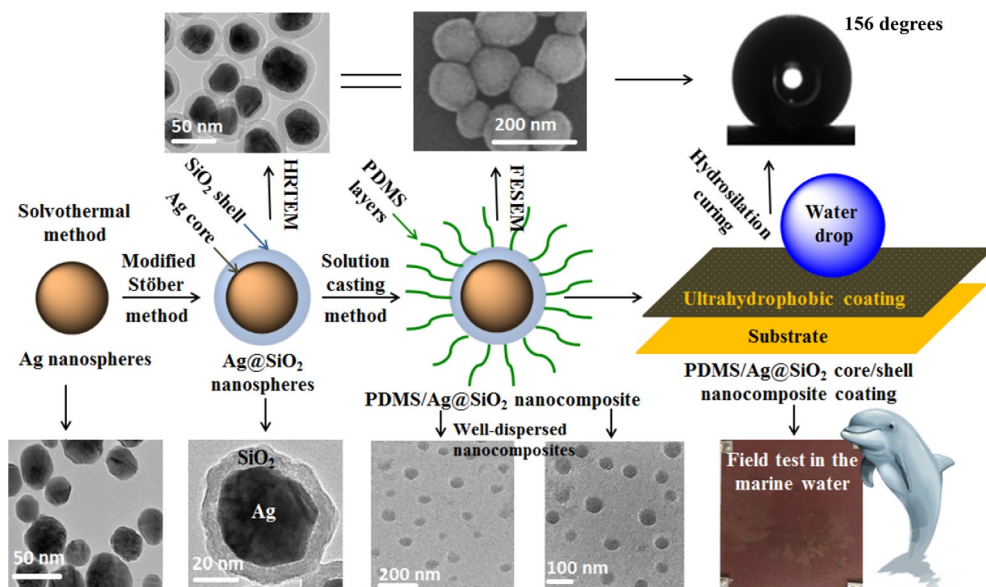 156 degrees
50 nm
200 nm
HRTEM
FESEM
Hydrosilation
curing
SiO₂ shell
Ag core
PDMS
layers
Solvothermal
method
Modified
Stöber
method
Solution
casting
method
Water
drop
Ultrahydrophobic coating
Substrate
Ag nanospheres
Ag@SiO₂
nanospheres
PDMS/Ag@SiO₂ nanocomposite
PDMS/Ag@SiO₂ core/shell
nanocomposite coating
Well-dispersed
nanocomposites
SiO₂
Ag
Field test in the
marine water
50 nm
20 nm
200 nm
100 nm